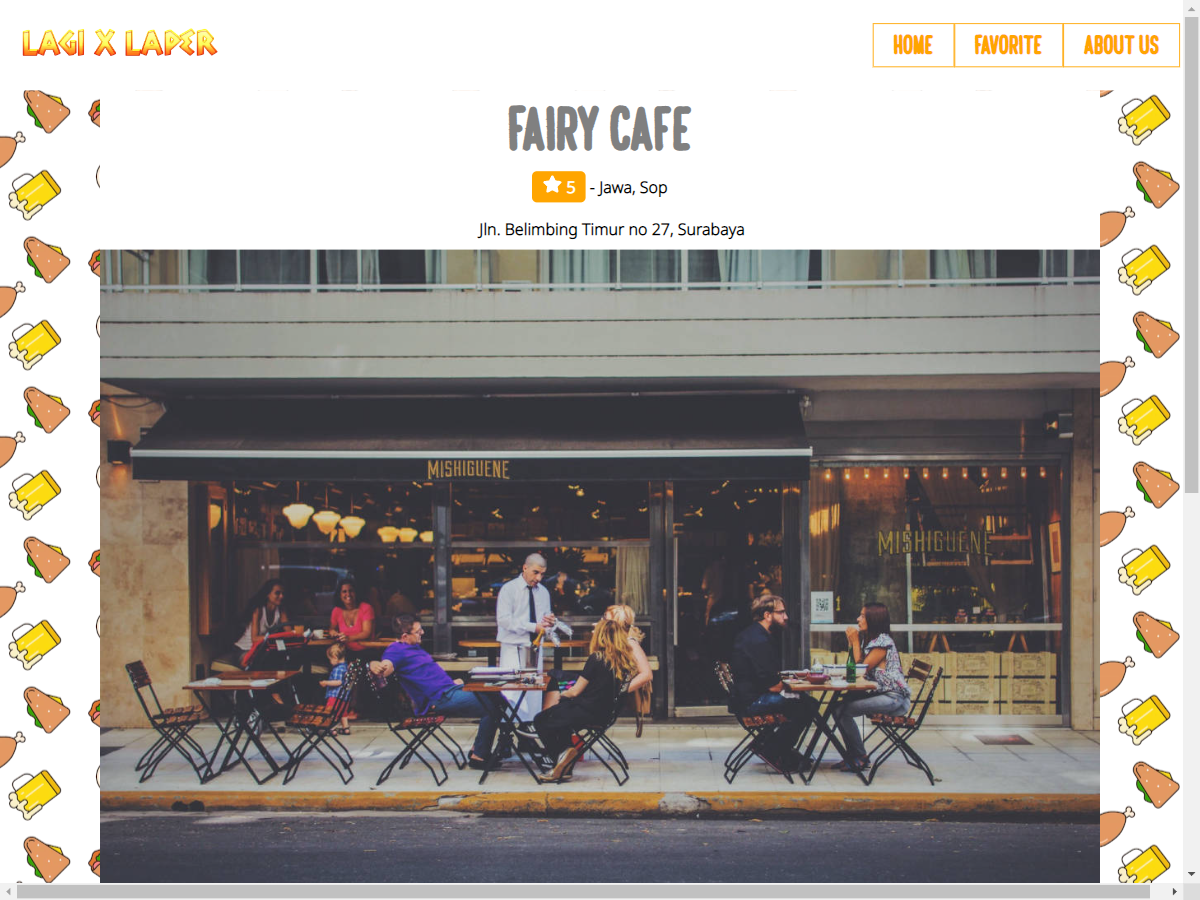 LAGI X LAPER
HOME
FAVORITE
ABOUT US
FAIRY CAFE
5 - Jawa, Sop
Jln. Belimbing Timur no 27, Surabaya
MISHIGUENE
MISHIGUENE